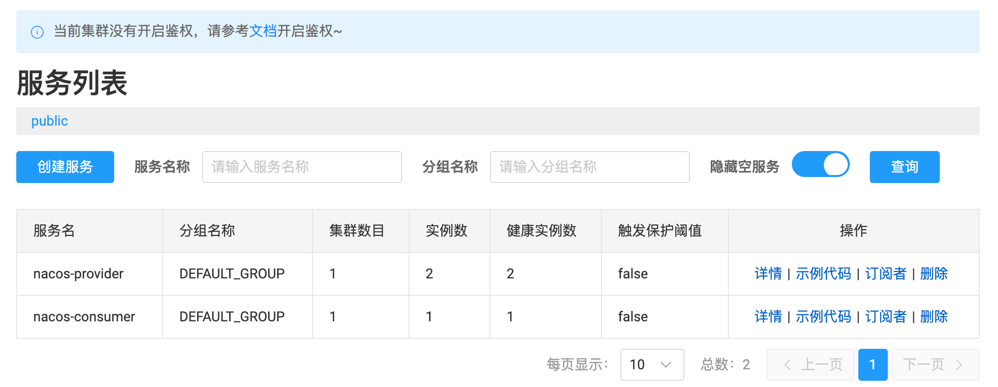 当前集群没有开启鉴权，请参考文档开启鉴权~
服务列表
public
创建服务 服务名称 请输入服务名称 分组名称 请输入分组名称 隐藏空服务 查询
服务名 分组名称 集群数目 实例数 健康实例数 触发保护阈值 操作
nacos-provider DEFAULT_GROUP 1 2 2 false 详情 | 示例代码 | 订阅者 | 删除
nacos-consumer DEFAULT_GROUP 1 1 1 false 详情 | 示例代码 | 订阅者 | 删除
每页显示： 10 总数：2 上一页 1 下一页